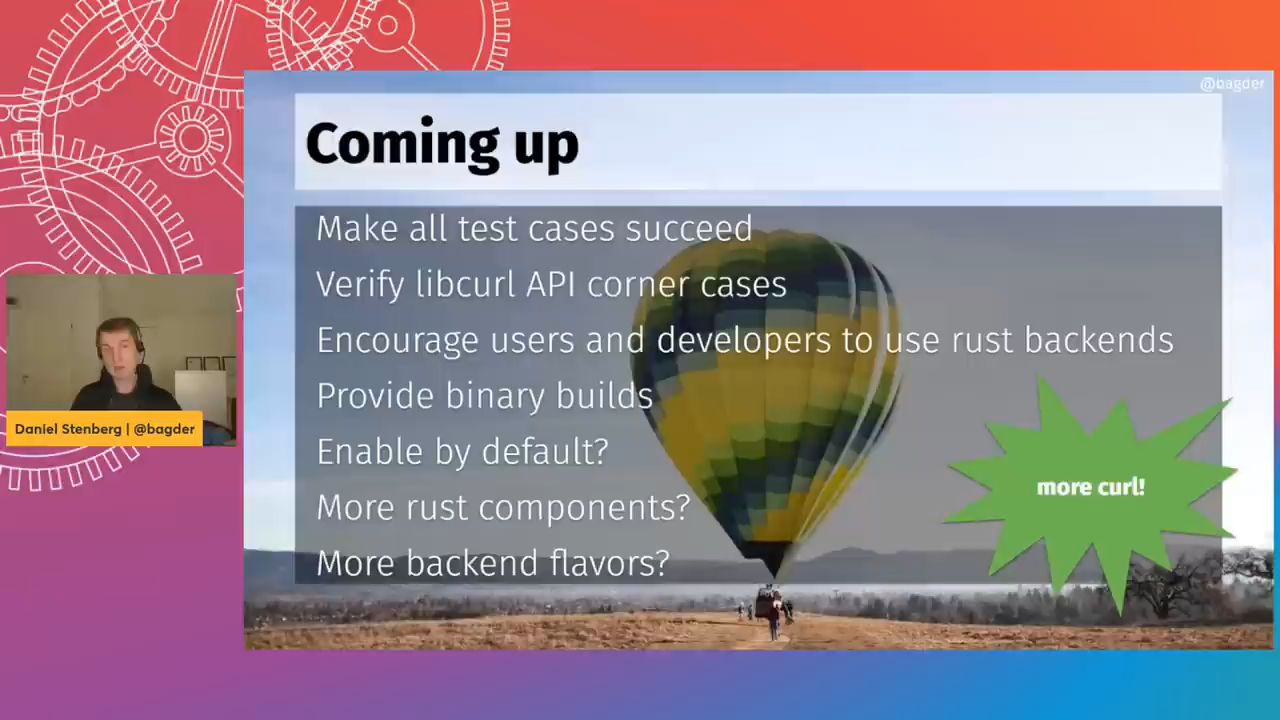 @bagder
Coming up
Make all test cases succeed
Verify libcurl API corner cases
Encourage users and developers to use rust backends
Provide binary builds
Enable by default?
More rust components?
More backend flavors?
more curl!
Daniel Stenberg | @bagder